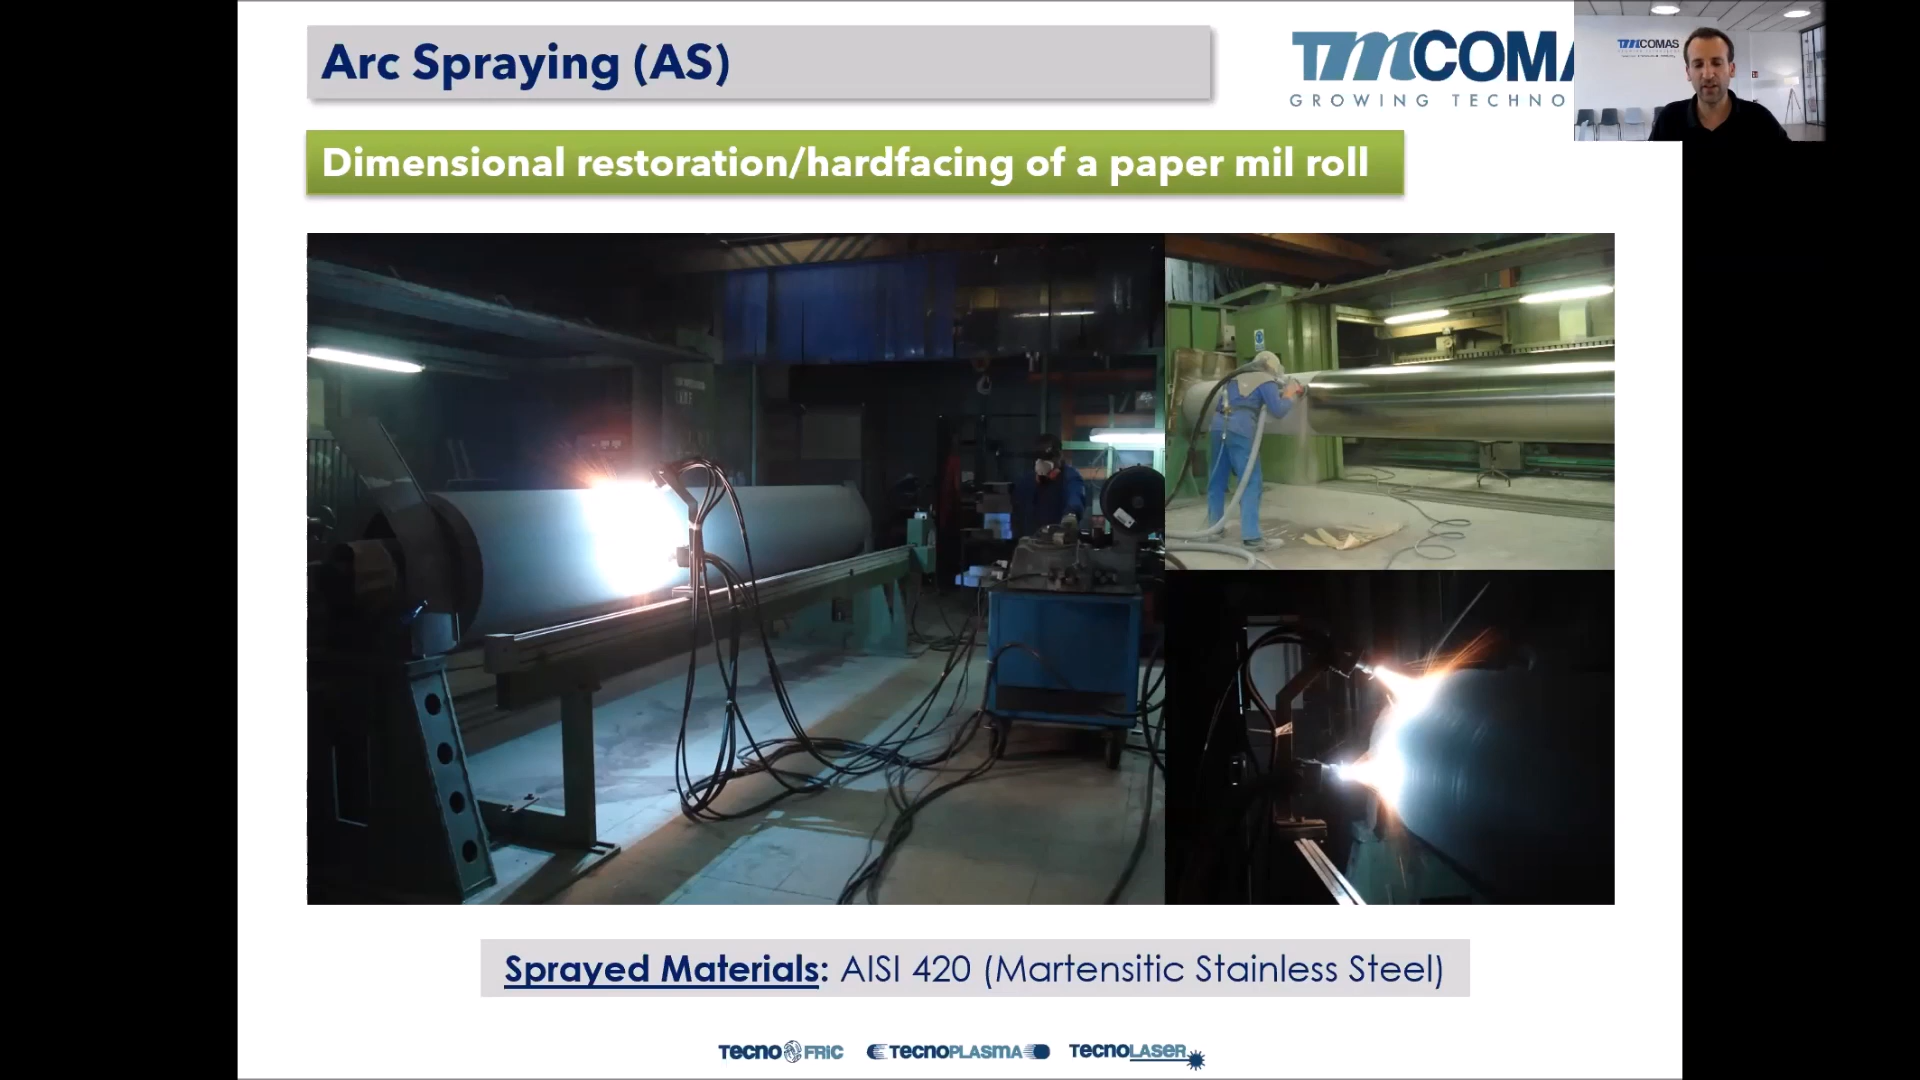 Arc Spraying (AS)
TMCOMA
GROWING TECHNO
TMCOMAS
Dimensional restoration/hardfacing of a paper mil roll
Sprayed Materials: AISI 420 (Martensitic Stainless Steel)
TECNOFRIC
TECNOPLASMA
TECNOLASER